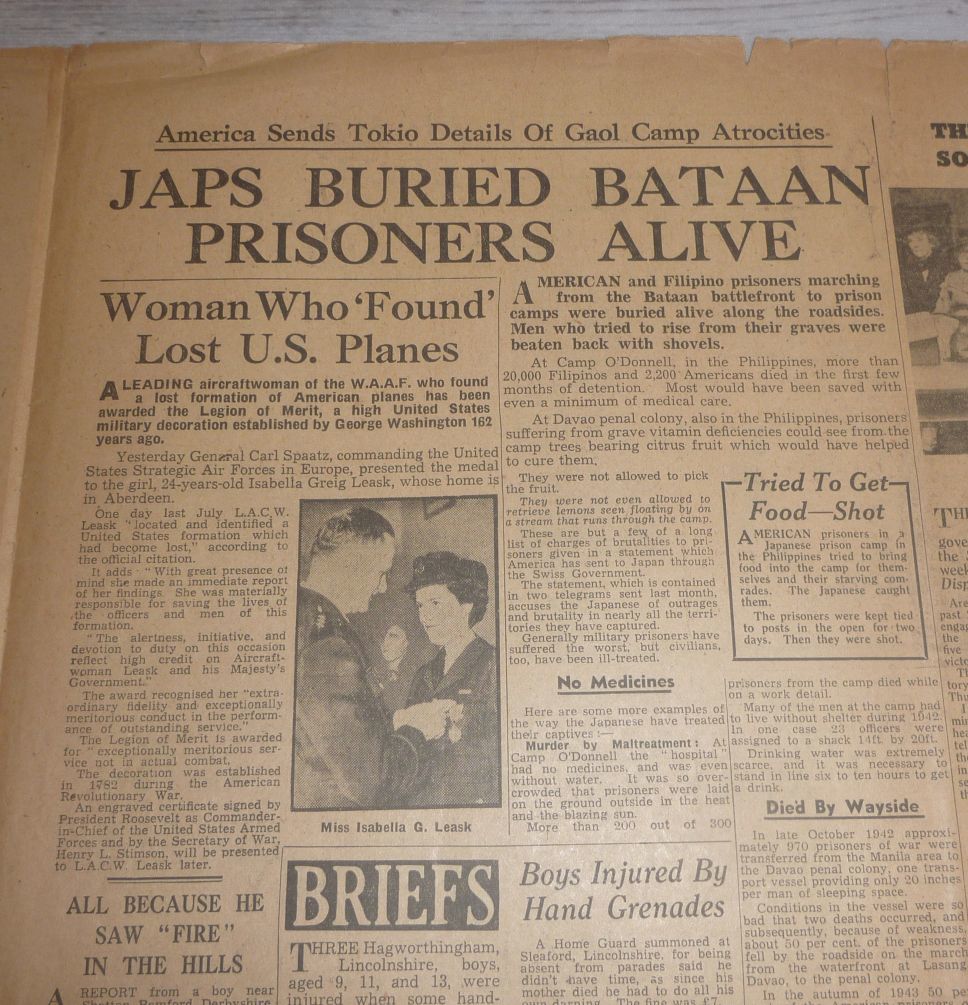 America Sends Tokio Details Of Gaol Camp Atrocities
JAPS BURIED BATAAN
PRISONERS ALIVE
Woman Who 'Found'
Lost U.S. Planes
A LEADING aircraftwoman of the W.A.A.F. who found
a lost formation of American planes has been
awarded the Legion of Merit, a high United States
military decoration established by George Washington 162
years ago.
Yesterday General Carl Spaatz, commanding the United
States Strategic Air Forces in Europe, presented the medal
to the girl, 24-years-old Isabella Greig Leask, whose home is
in Aberdeen.
One day last July L.A.C.W.
Leask "located and identified a
United States formation which
had become lost," according to
the official citation.
It adds: "With great presence of
mind she made an immediate report
of her findings. She was materially
responsible for saving the lives of
the officers and men of this
formation.
"The alertness, initiative, and
devotion to duty on this occasion
reflect high credit on Aircraft-
woman Leask and his Majesty's
Government."
The award recognised her "extra-
ordinary fidelity and exceptionally
meritorious conduct in the perform-
ance of outstanding service."
The Legion of Merit is awarded
for "exceptionally meritorious ser-
vice not in actual combat.
The decoration was established
in 1782 during the American
Revolutionary War.
An engraved certificate signed by
President Roosevelt as Commander-
in-Chief of the United States Armed
Forces and by the Secretary of War,
Henry L. Stimson, will be presented
to L.A.C.W. Leask later.
Miss Isabella G. Leask
ALL BECAUSE HE
SAW "FIRE"
IN THE HILLS
A REPORT from a boy near
BRIEFS
THREE Hagworthingham,
Lincolnshire, boys,
aged 9, 11, and 13, were
injured when some hand-
Boys Injured By
Hand Grenades
A Home Guard summoned at
Sleaford, Lincolnshire, for being
absent from parades said he
didn't have time, as since his
mother died he had to do all his
The fine was £7
AMERICAN and Filipino prisoners marching
from the Bataan battlefront to prison
camps were buried alive along the roadsides.
Men who tried to rise from their graves were
beaten back with shovels.
At Camp O'Donnell, in the Philippines, more than
20,000 Filipinos and 2,200 Americans died in the first few
months of detention. Most would have been saved with
even a minimum of medical care.
At Davao penal colony, also in the Philippines, prisoners
suffering from grave vitamin deficiencies could see from the
camp trees bearing citrus fruit which would have helped
to cure them.
They were not allowed to pick
the fruit.
They were not even allowed to
retrieve lemons seen floating by on
a stream that runs through the camp.
These are but a few of a long
list of charges of brutalities to pri-
soners given in a statement which
America has sent to Japan through
the Swiss Government.
The statement, which is contained
in two telegrams sent last month,
accuses the Japanese of outrages
and brutality in nearly all the terri-
tories they have captured.
Generally military prisoners have
suffered the worst, but civilians,
too, have been ill-treated.
No Medicines
Here are some more examples of
the way the Japanese have treated
their captives:—
Murder by Maltreatment: At
Camp O'Donnell the "hospital"
had no medicines, and was even
without water. It was so over-
crowded that prisoners were laid
on the ground outside in the heat
and the blazing sun.
More than 200 out of 300
Tried To Get
Food—Shot
AMERICAN prisoners in a
Japanese prison camp in
the Philippines tried to bring
food into the camp for them-
selves and their starving com-
rades. The Japanese caught
them.
The prisoners were kept tied
to posts in the open for two
days. Then they were shot.
prisoners from the camp died while
on a work detail.
Many of the men at the camp had
to live without shelter during 1942.
In one case 23 officers were
assigned to a shack 14ft. by 20ft.
Drinking water was extremely
scarce, and it was necessary to
stand in line six to ten hours to get
a drink.
Died By Wayside
In late October 1942 approxi-
mately 970 prisoners of war were
transferred from the Manila area to
the Davao penal colony, one trans-
port vessel providing only 20 inches
per man of sleeping space.
Conditions in the vessel were so
bad that two deaths occurred, and
subsequently, because of weakness,
about 50 per cent. of the prisoners
fell by the roadside on the march
from the waterfront at Lasang,
Davao, to the penal colony.
In the autumn of 1943 50 per
TH
SO